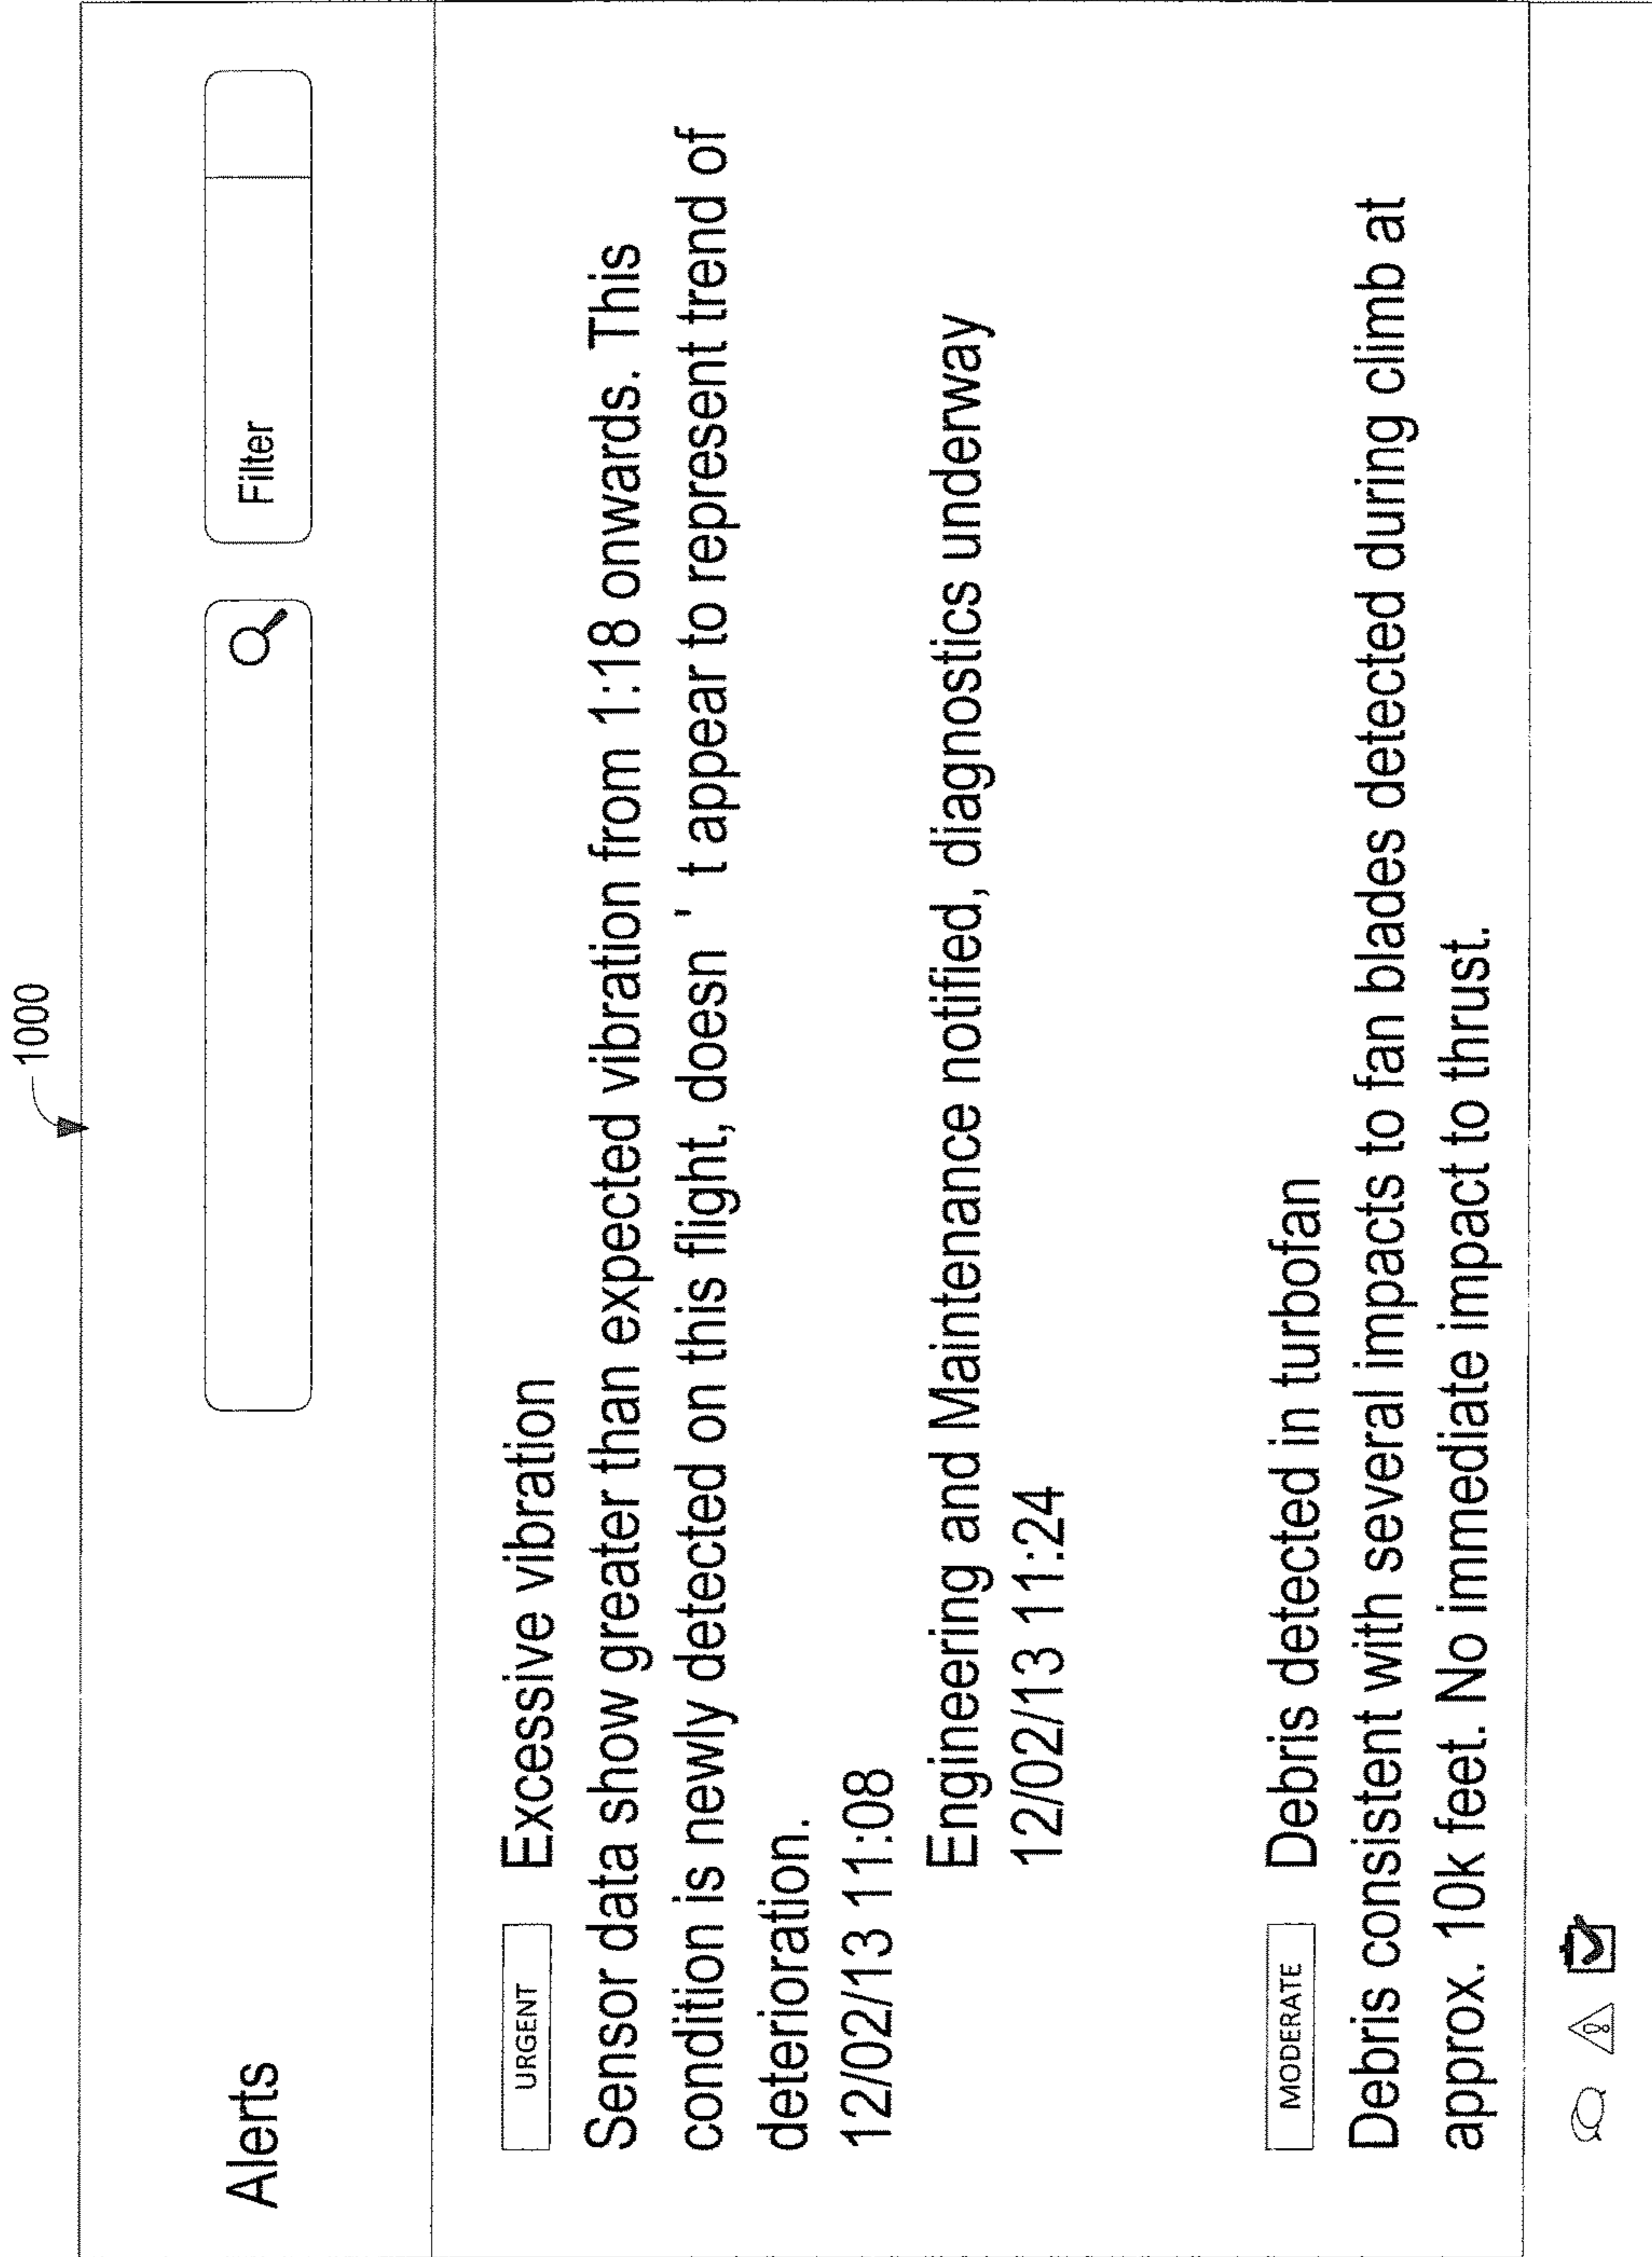 1000
Alerts
Filter
URGENT Excessive vibration
Sensor data show greater than expected vibration from 1:18 onwards. This
condition is newly detected on this flight, doesn ' t appear to represent trend of
deterioration.
12/02/13 11:08
Engineering and Maintenance notified, diagnostics underway
12/02/13 11:24
MODERATE Debris detected in turbofan
Debris consistent with several impacts to fan blades detected during climb at
approx. 10k feet. No immediate impact to thrust.